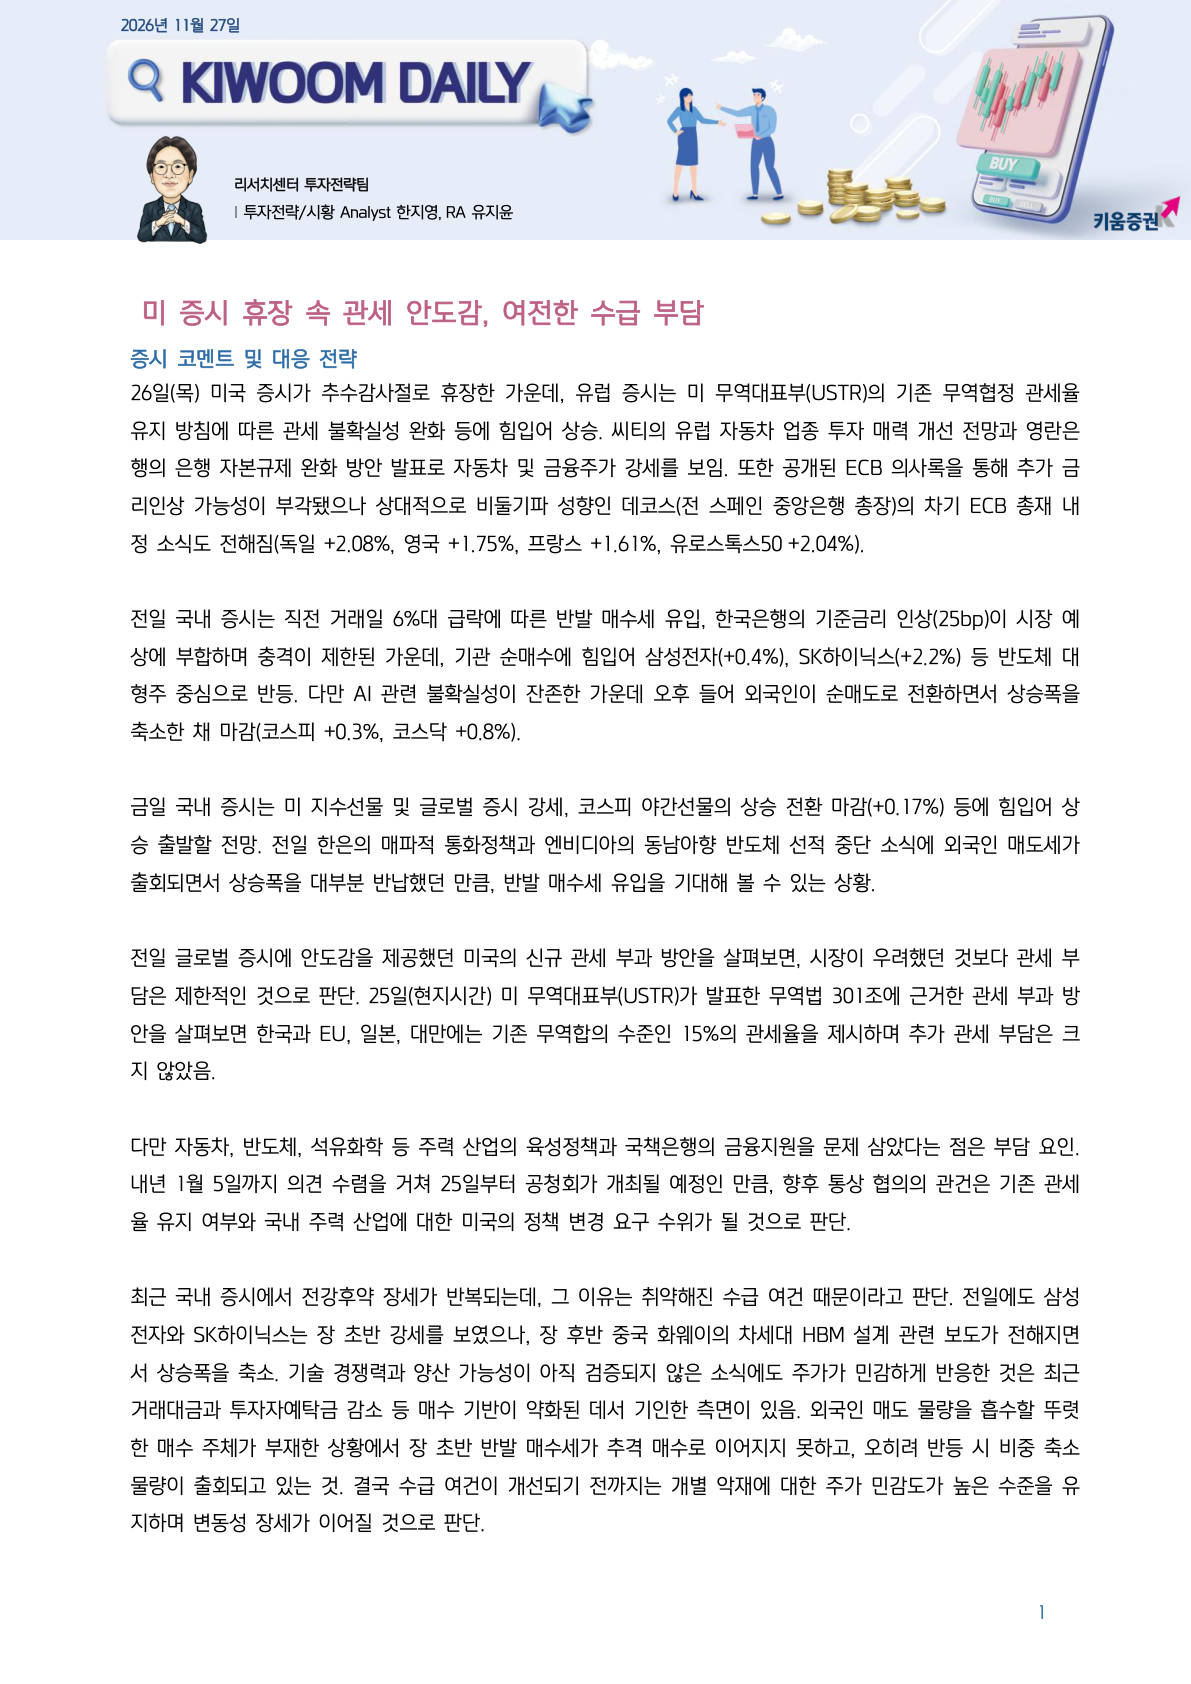 2026년 11월 27일
KIWOOM DAILY
리서치센터 투자전략팀
| 투자전략/시황 Analyst 한지영, RA 유지윤
BUY
BUY
키움증권
미 증시 휴장 속 관세 안도감, 여전한 수급 부담
증시 코멘트 및 대응 전략
26일(목) 미국 증시가 추수감사절로 휴장한 가운데, 유럽 증시는 미 무역대표부(USTR)의 기존 무역협정 관세율
유지 방침에 따른 관세 불확실성 완화 등에 힘입어 상승. 씨티의 유럽 자동차 업종 투자 매력 개선 전망과 영란은
행의 은행 자본규제 완화 방안 발표로 자동차 및 금융주가 강세를 보임. 또한 공개된 ECB 의사록을 통해 추가 금
리인상 가능성이 부각됐으나 상대적으로 비둘기파 성향인 데코스(전 스페인 중앙은행 총장)의 차기 ECB 총재 내
정 소식도 전해짐(독일 +2.08%, 영국 +1.75%, 프랑스 +1.61%, 유로스톡스50 +2.04%).
전일 국내 증시는 직전 거래일 6%대 급락에 따른 반발 매수세 유입, 한국은행의 기준금리 인상(25bp)이 시장 예
상에 부합하며 충격이 제한된 가운데, 기관 순매수에 힘입어 삼성전자(+0.4%), SK하이닉스(+2.2%) 등 반도체 대
형주 중심으로 반등. 다만 AI 관련 불확실성이 잔존한 가운데 오후 들어 외국인이 순매도로 전환하면서 상승폭을
축소한 채 마감(코스피 +0.3%, 코스닥 +0.8%).
금일 국내 증시는 미 지수선물 및 글로벌 증시 강세, 코스피 야간선물의 상승 전환 마감(+0.17%) 등에 힘입어 상
승 출발할 전망. 전일 한은의 매파적 통화정책과 엔비디아의 동남아향 반도체 선적 중단 소식에 외국인 매도세가
출회되면서 상승폭을 대부분 반납했던 만큼, 반발 매수세 유입을 기대해 볼 수 있는 상황.
전일 글로벌 증시에 안도감을 제공했던 미국의 신규 관세 부과 방안을 살펴보면, 시장이 우려했던 것보다 관세 부
담은 제한적인 것으로 판단. 25일(현지시간) 미 무역대표부(USTR)가 발표한 무역법 301조에 근거한 관세 부과 방
안을 살펴보면 한국과 EU, 일본, 대만에는 기존 무역합의 수준인 15%의 관세율을 제시하며 추가 관세 부담은 크
지 않았음.
다만 자동차, 반도체, 석유화학 등 주력 산업의 육성정책과 국책은행의 금융지원을 문제 삼았다는 점은 부담 요인.
내년 1월 5일까지 의견 수렴을 거쳐 25일부터 공청회가 개최될 예정인 만큼, 향후 통상 협의의 관건은 기존 관세
율 유지 여부와 국내 주력 산업에 대한 미국의 정책 변경 요구 수위가 될 것으로 판단.
최근 국내 증시에서 전강후약 장세가 반복되는데, 그 이유는 취약해진 수급 여건 때문이라고 판단. 전일에도 삼성
전자와 SK하이닉스는 장 초반 강세를 보였으나, 장 후반 중국 화웨이의 차세대 HBM 설계 관련 보도가 전해지면
서 상승폭을 축소. 기술 경쟁력과 양산 가능성이 아직 검증되지 않은 소식에도 주가가 민감하게 반응한 것은 최근
거래대금과 투자자예탁금 감소 등 매수 기반이 약화된 데서 기인한 측면이 있음. 외국인 매도 물량을 흡수할 뚜렷
한 매수 주체가 부재한 상황에서 장 초반 반발 매수세가 추격 매수로 이어지지 못하고, 오히려 반등 시 비중 축소
물량이 출회되고 있는 것. 결국 수급 여건이 개선되기 전까지는 개별 악재에 대한 주가 민감도가 높은 수준을 유
지하며 변동성 장세가 이어질 것으로 판단.
1